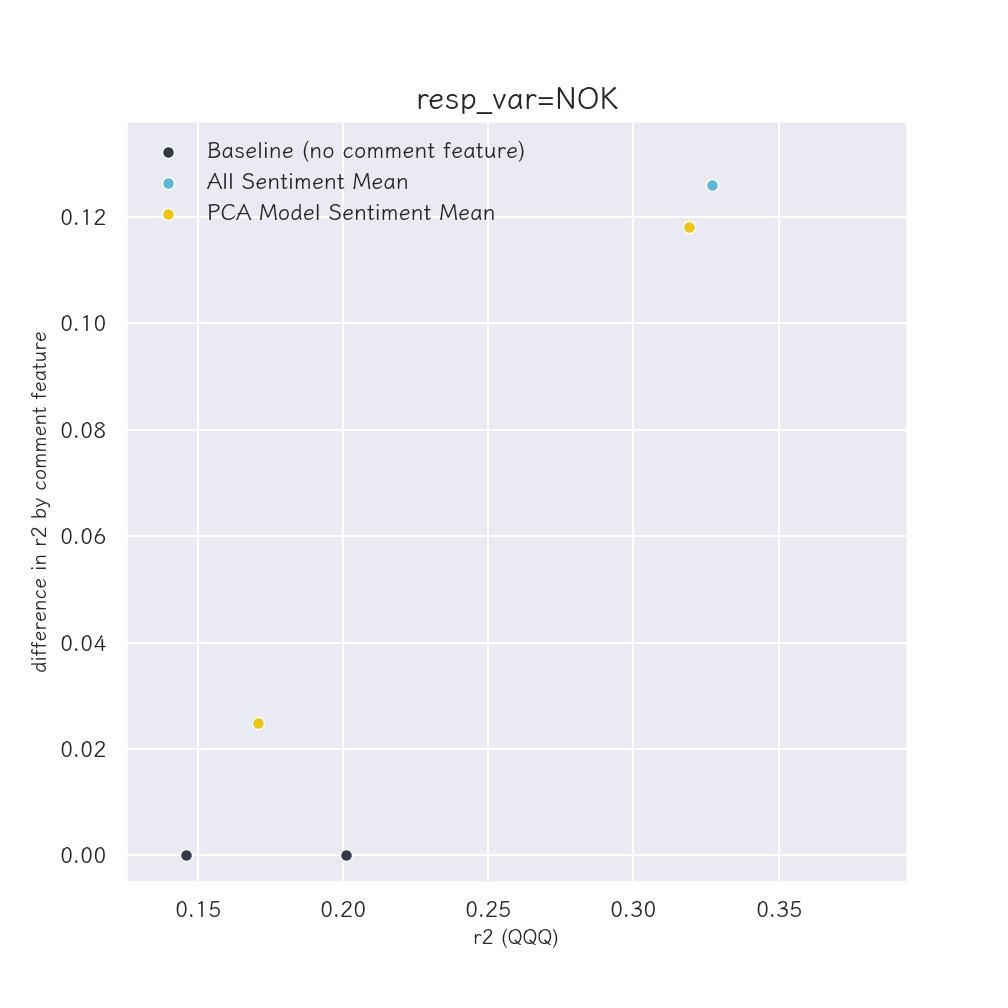 resp_var=NOK
Baseline (no comment feature)
All Sentiment Mean
PCA Model Sentiment Mean
difference in r2 by comment feature
0.12
0.10
0.08
0.06
0.04
0.02
0.00
0.15 0.20 0.25 0.30 0.35
r2 (QQQ)